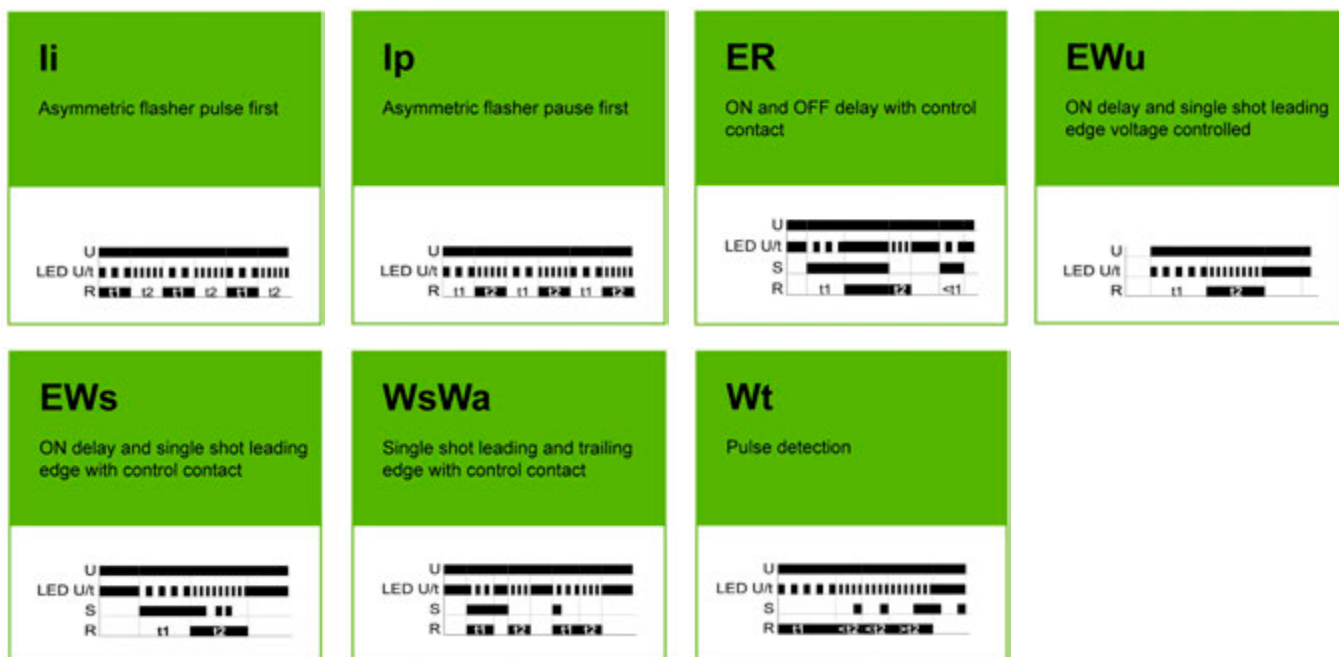 Ii
Asymmetric flasher pulse first
U
LED U/t
R t1 t2 t1 t2 t1 t2
Ip
Asymmetric flasher pause first
U
LED U/t
R t1 t2 t1 t2 t1 t2
ER
ON and OFF delay with control
contact
U
LED U/t
S
R t1 t2 <t1
EWu
ON delay and single shot leading
edge voltage controlled
U
LED U/t
R t1 t2
EWs
ON delay and single shot leading
edge with control contact
U
LED U/t
S
R t1 t2
WsWa
Single shot leading and trailing
edge with control contact
U
LED U/t
S
R t1 t2 t1 t2
Wt
Pulse detection
U
LED U/t
S
R t1 <t2 <t2 >t2